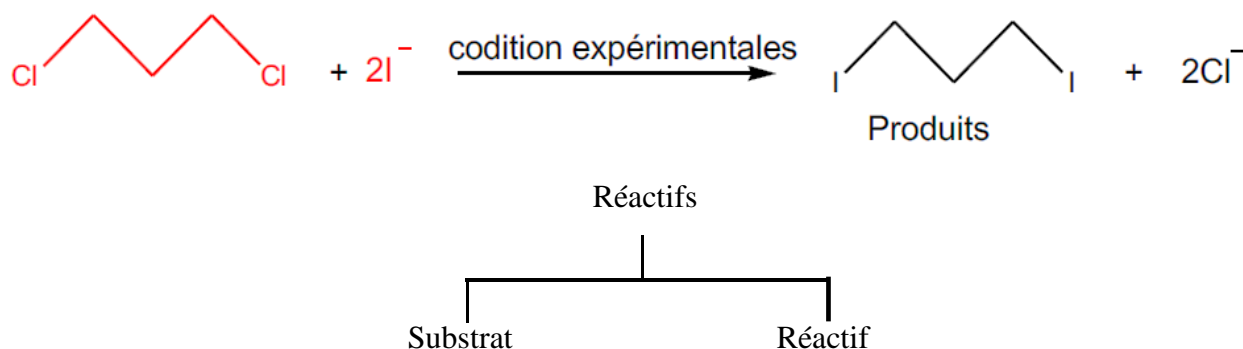 codition expérimentales
Cl Cl + 2I⁻ I I + 2Cl⁻
Produits
Réactifs
Substrat Réactif